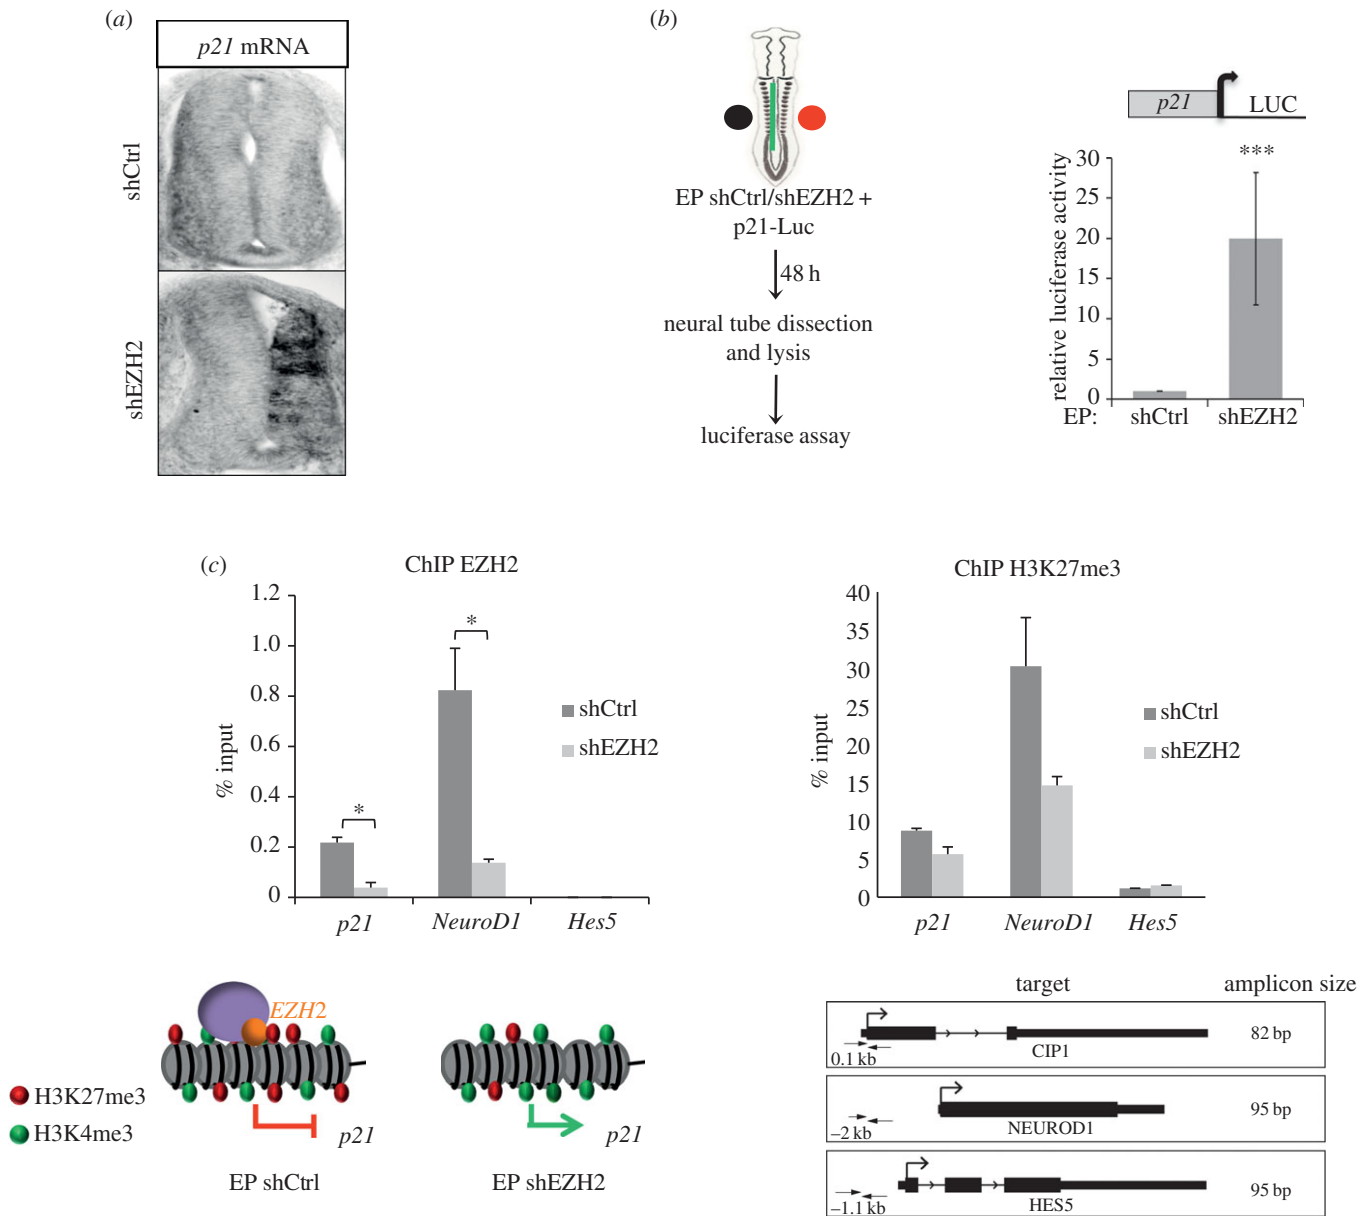 (a)
p21 mRNA
shCtrl
shEZH2
(b)
EP shCtrl/shEZH2 +
p21-Luc
48 h
neural tube dissection
and lysis
luciferase assay
p21
LUC
***
relative luciferase activity
30
25
20
15
10
5
0
EP:
shCtrl
shEZH2
(c)
ChIP EZH2
% input
1.2
1.0
0.8
0.6
0.4
0.2
0
*
*
shCtrl
shEZH2
p21
NeuroD1
Hes5
ChIP H3K27me3
% input
40
35
30
25
20
15
10
5
0
shCtrl
shEZH2
p21
NeuroD1
Hes5
EZH2
H3K27me3
H3K4me3
p21
EP shCtrl
p21
EP shEZH2
target
amplicon size
0.1 kb
CIP1
82 bp
–2 kb
NEUROD1
95 bp
–1.1 kb
HES5
95 bp